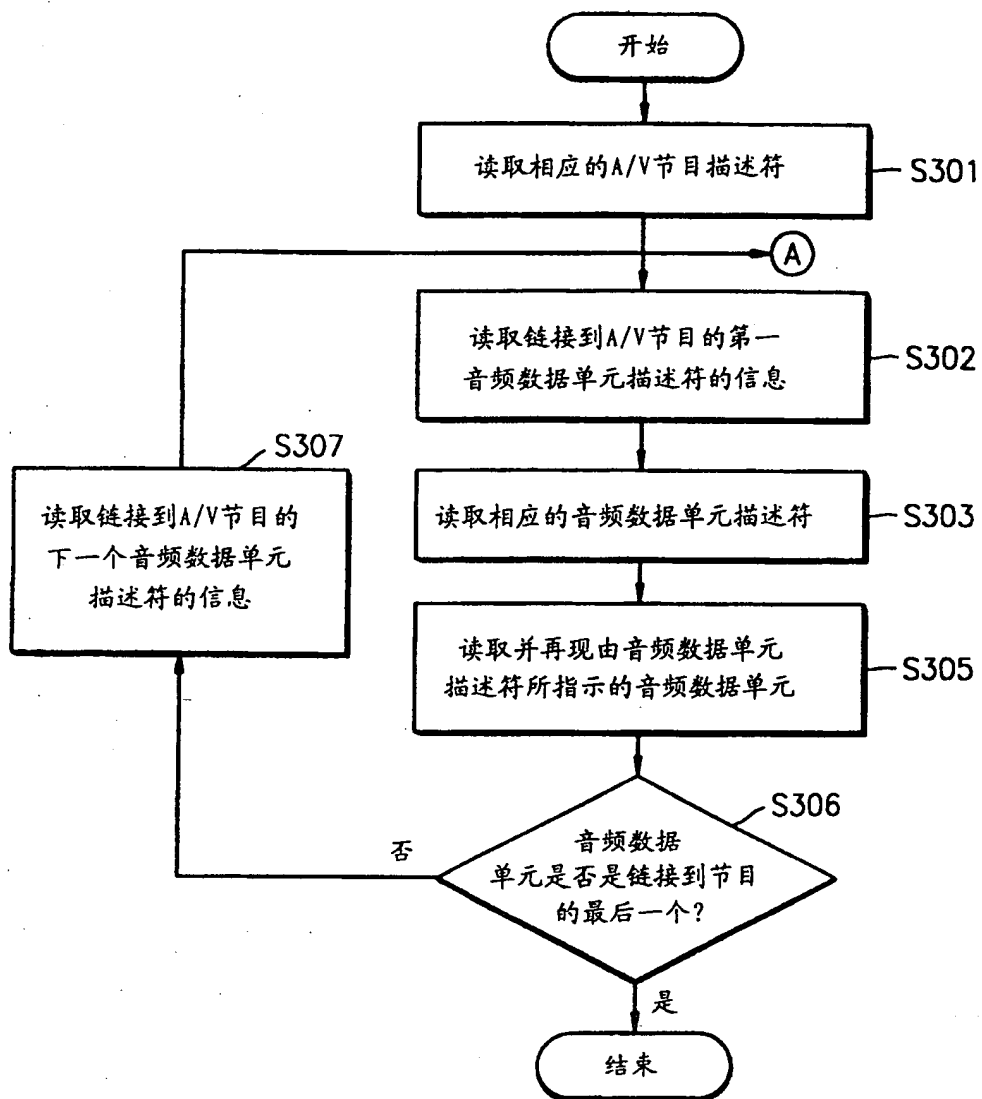 开始
读取相应的A/V节目描述符
S301
A
读取链接到A/V节目的第一
音频数据单元描述符的信息
S302
S307
读取链接到A/V节目的
下一个音频数据单元
描述符的信息
读取相应的音频数据单元描述符
S303
读取并再现由音频数据单元
描述符所指示的音频数据单元
S305
S306
音频数据
单元是否是链接到节目
的最后一个?
否
是
结束